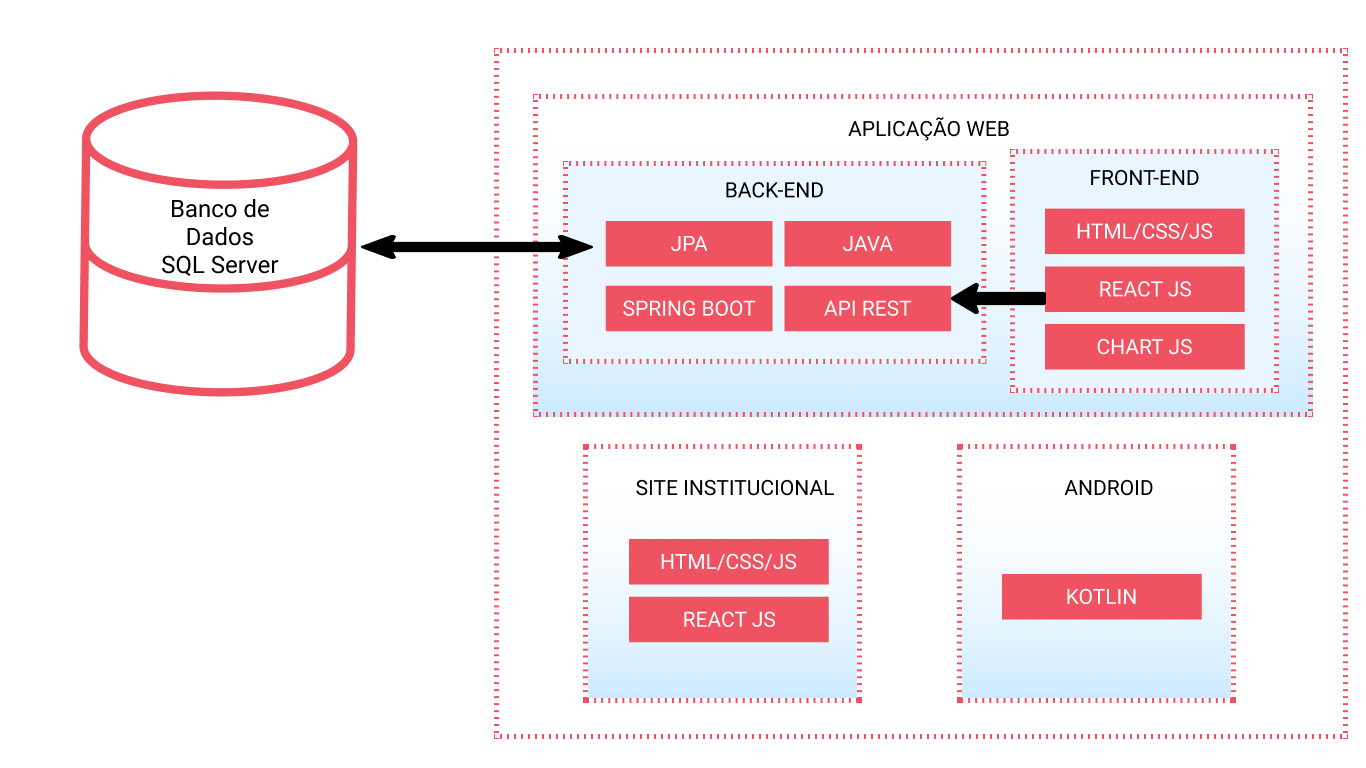 Banco de
Dados
SQL Server
APLICAÇÃO WEB
BACK-END
JPA
JAVA
SPRING BOOT
API REST
FRONT-END
HTML/CSS/JS
REACT JS
CHART JS
SITE INSTITUCIONAL
HTML/CSS/JS
REACT JS
ANDROID
KOTLIN